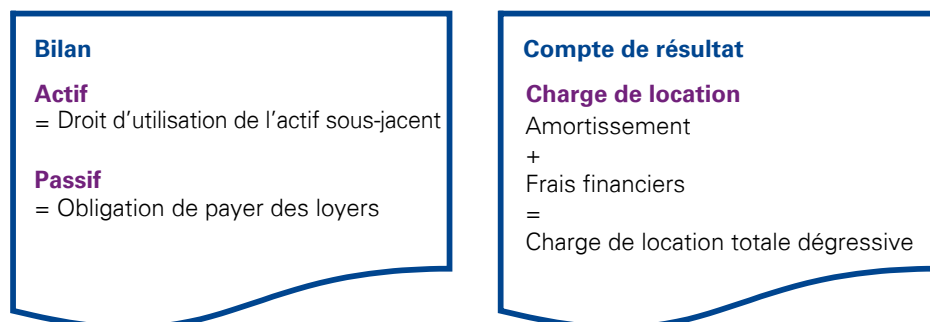 Bilan
Actif
= Droit d'utilisation de l'actif sous-jacent
Passif
= Obligation de payer des loyers
Compte de résultat
Charge de location
Amortissement
+
Frais financiers
=
Charge de location totale dégressive